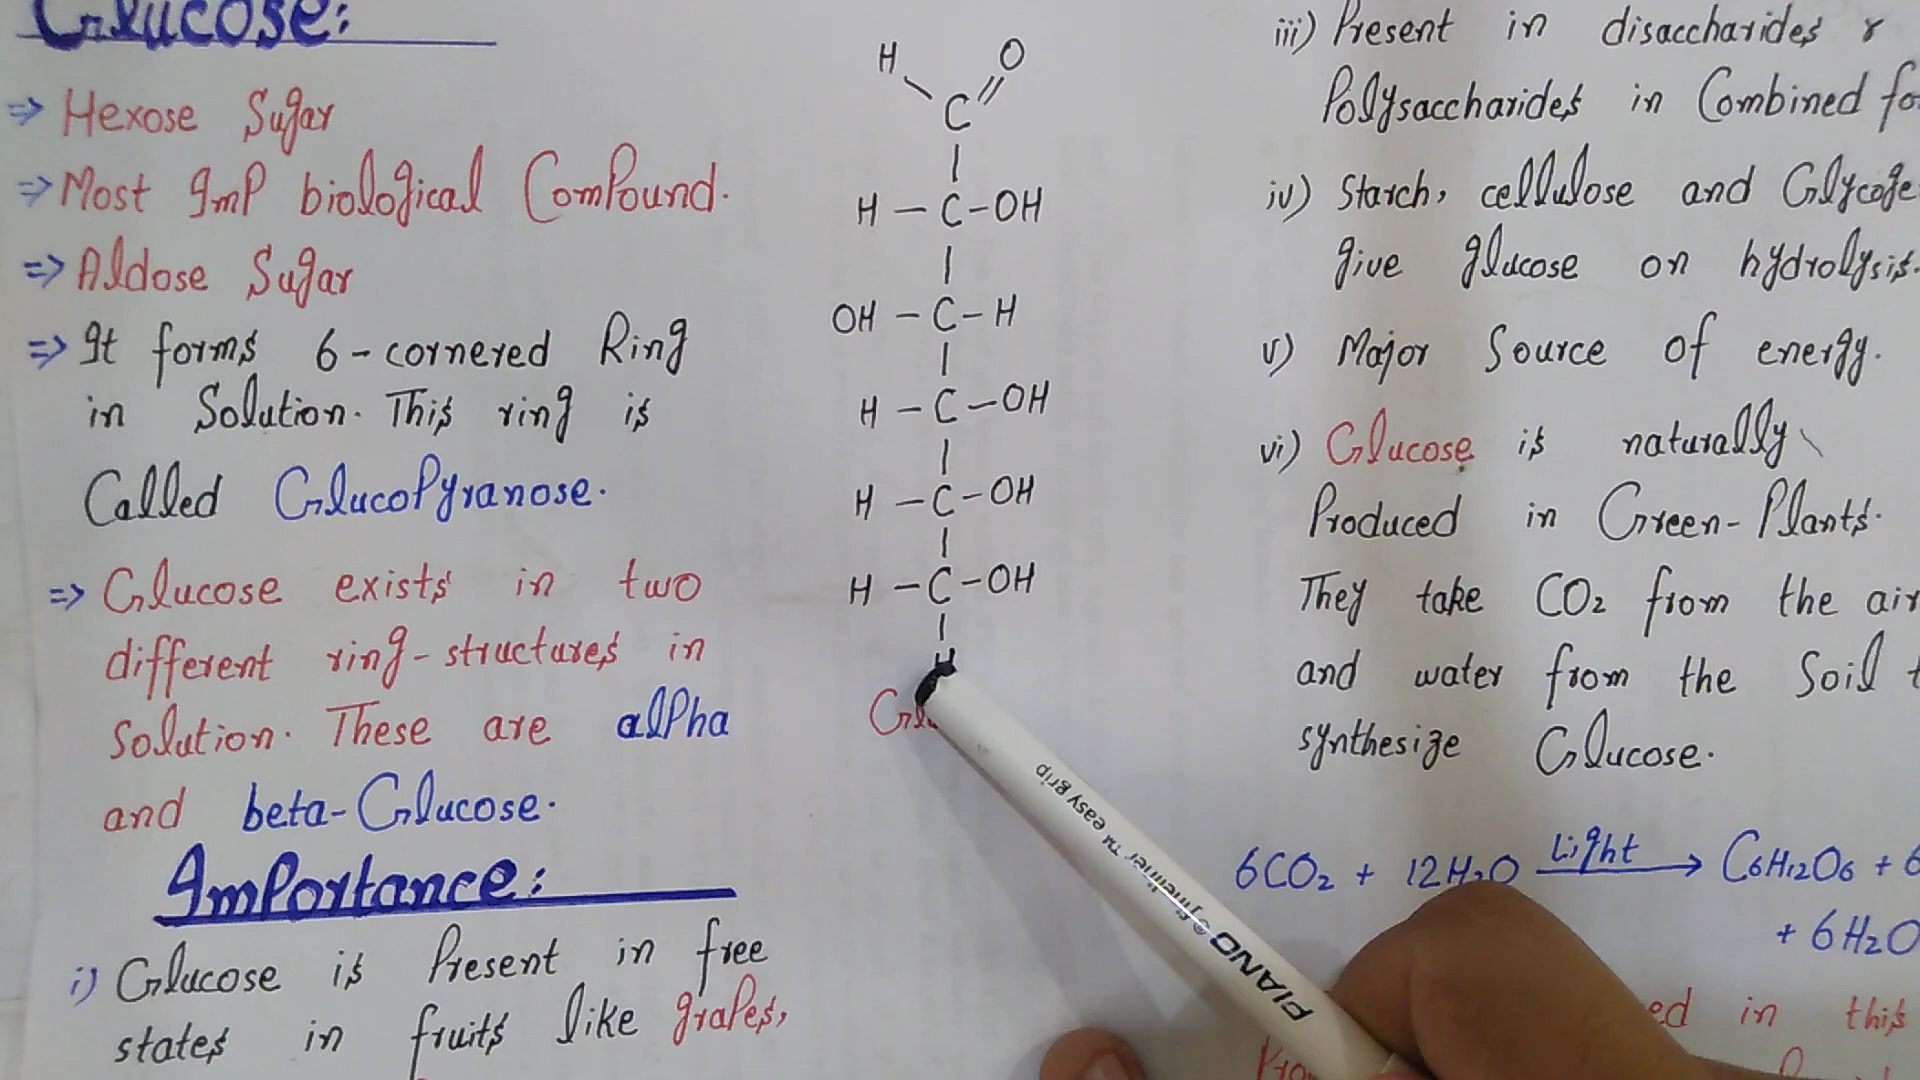 Glucose:
⇒ Hexose Sugar
⇒ Most Imp biological Compound.
⇒ Aldose Sugar
⇒ It forms 6-cornered Ring
in Solution. This ring is
Called Glucopyranose.
⇒ Glucose exists in two
different ring-structures in
Solution. These are alpha
and beta-Glucose.
Importance:
i) Glucose is Present in free
states in fruits like grapes,
H O
C
H - C - OH
OH - C - H
H - C - OH
H - C - OH
H - C - OH
H
iii) Present in disaccharides
Polysaccharides in Combined
iv) Starch, cellulose and
give glucose on hydrolysis.
v) Major Source of energy.
vi) Glucose is naturally
Produced in Green-Plants.
They take CO2 from the air
and water from the Soil
synthesize Glucose.
6CO2 + 12H2O Light → C6H12O6 + 6
+ 6H2O
in this
PIANO ® fineliner TM easy grip